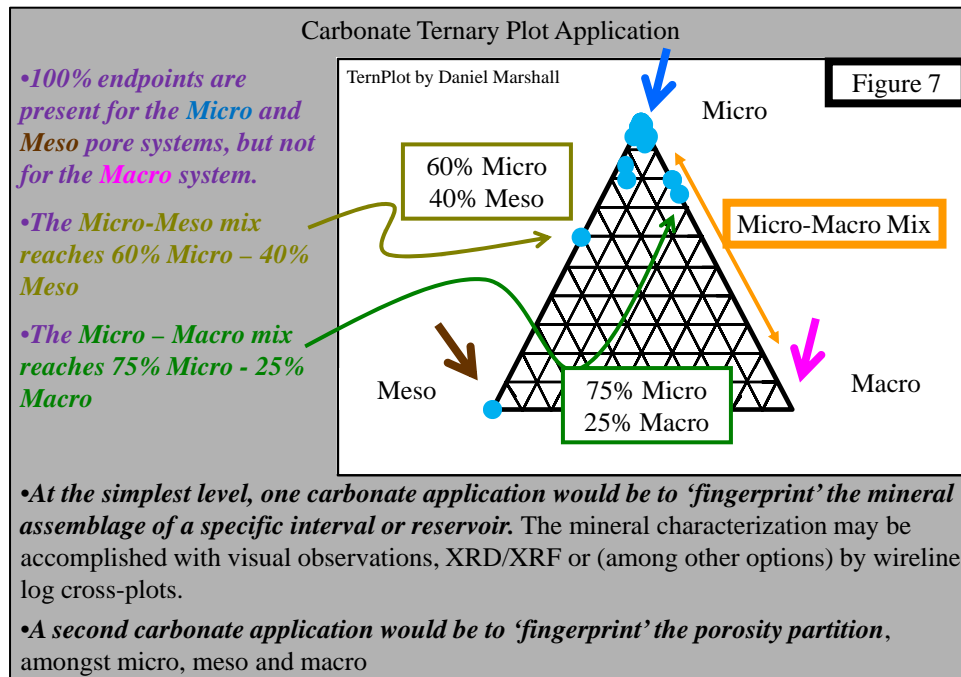 Carbonate Ternary Plot Application
•100% endpoints are
present for the Micro and
Meso pore systems, but not
for the Macro system.
•The Micro-Meso mix
reaches 60% Micro – 40%
Meso
•The Micro – Macro mix
reaches 75% Micro - 25%
Macro
TernPlot by Daniel Marshall
Figure 7
Micro
60% Micro
40% Meso
Micro-Macro Mix
Meso
Macro
75% Micro
25% Macro
•At the simplest level, one carbonate application would be to ‘fingerprint’ the mineral
assemblage of a specific interval or reservoir. The mineral characterization may be
accomplished with visual observations, XRD/XRF or (among other options) by wireline
log cross-plots.
•A second carbonate application would be to ‘fingerprint’ the porosity partition,
amongst micro, meso and macro